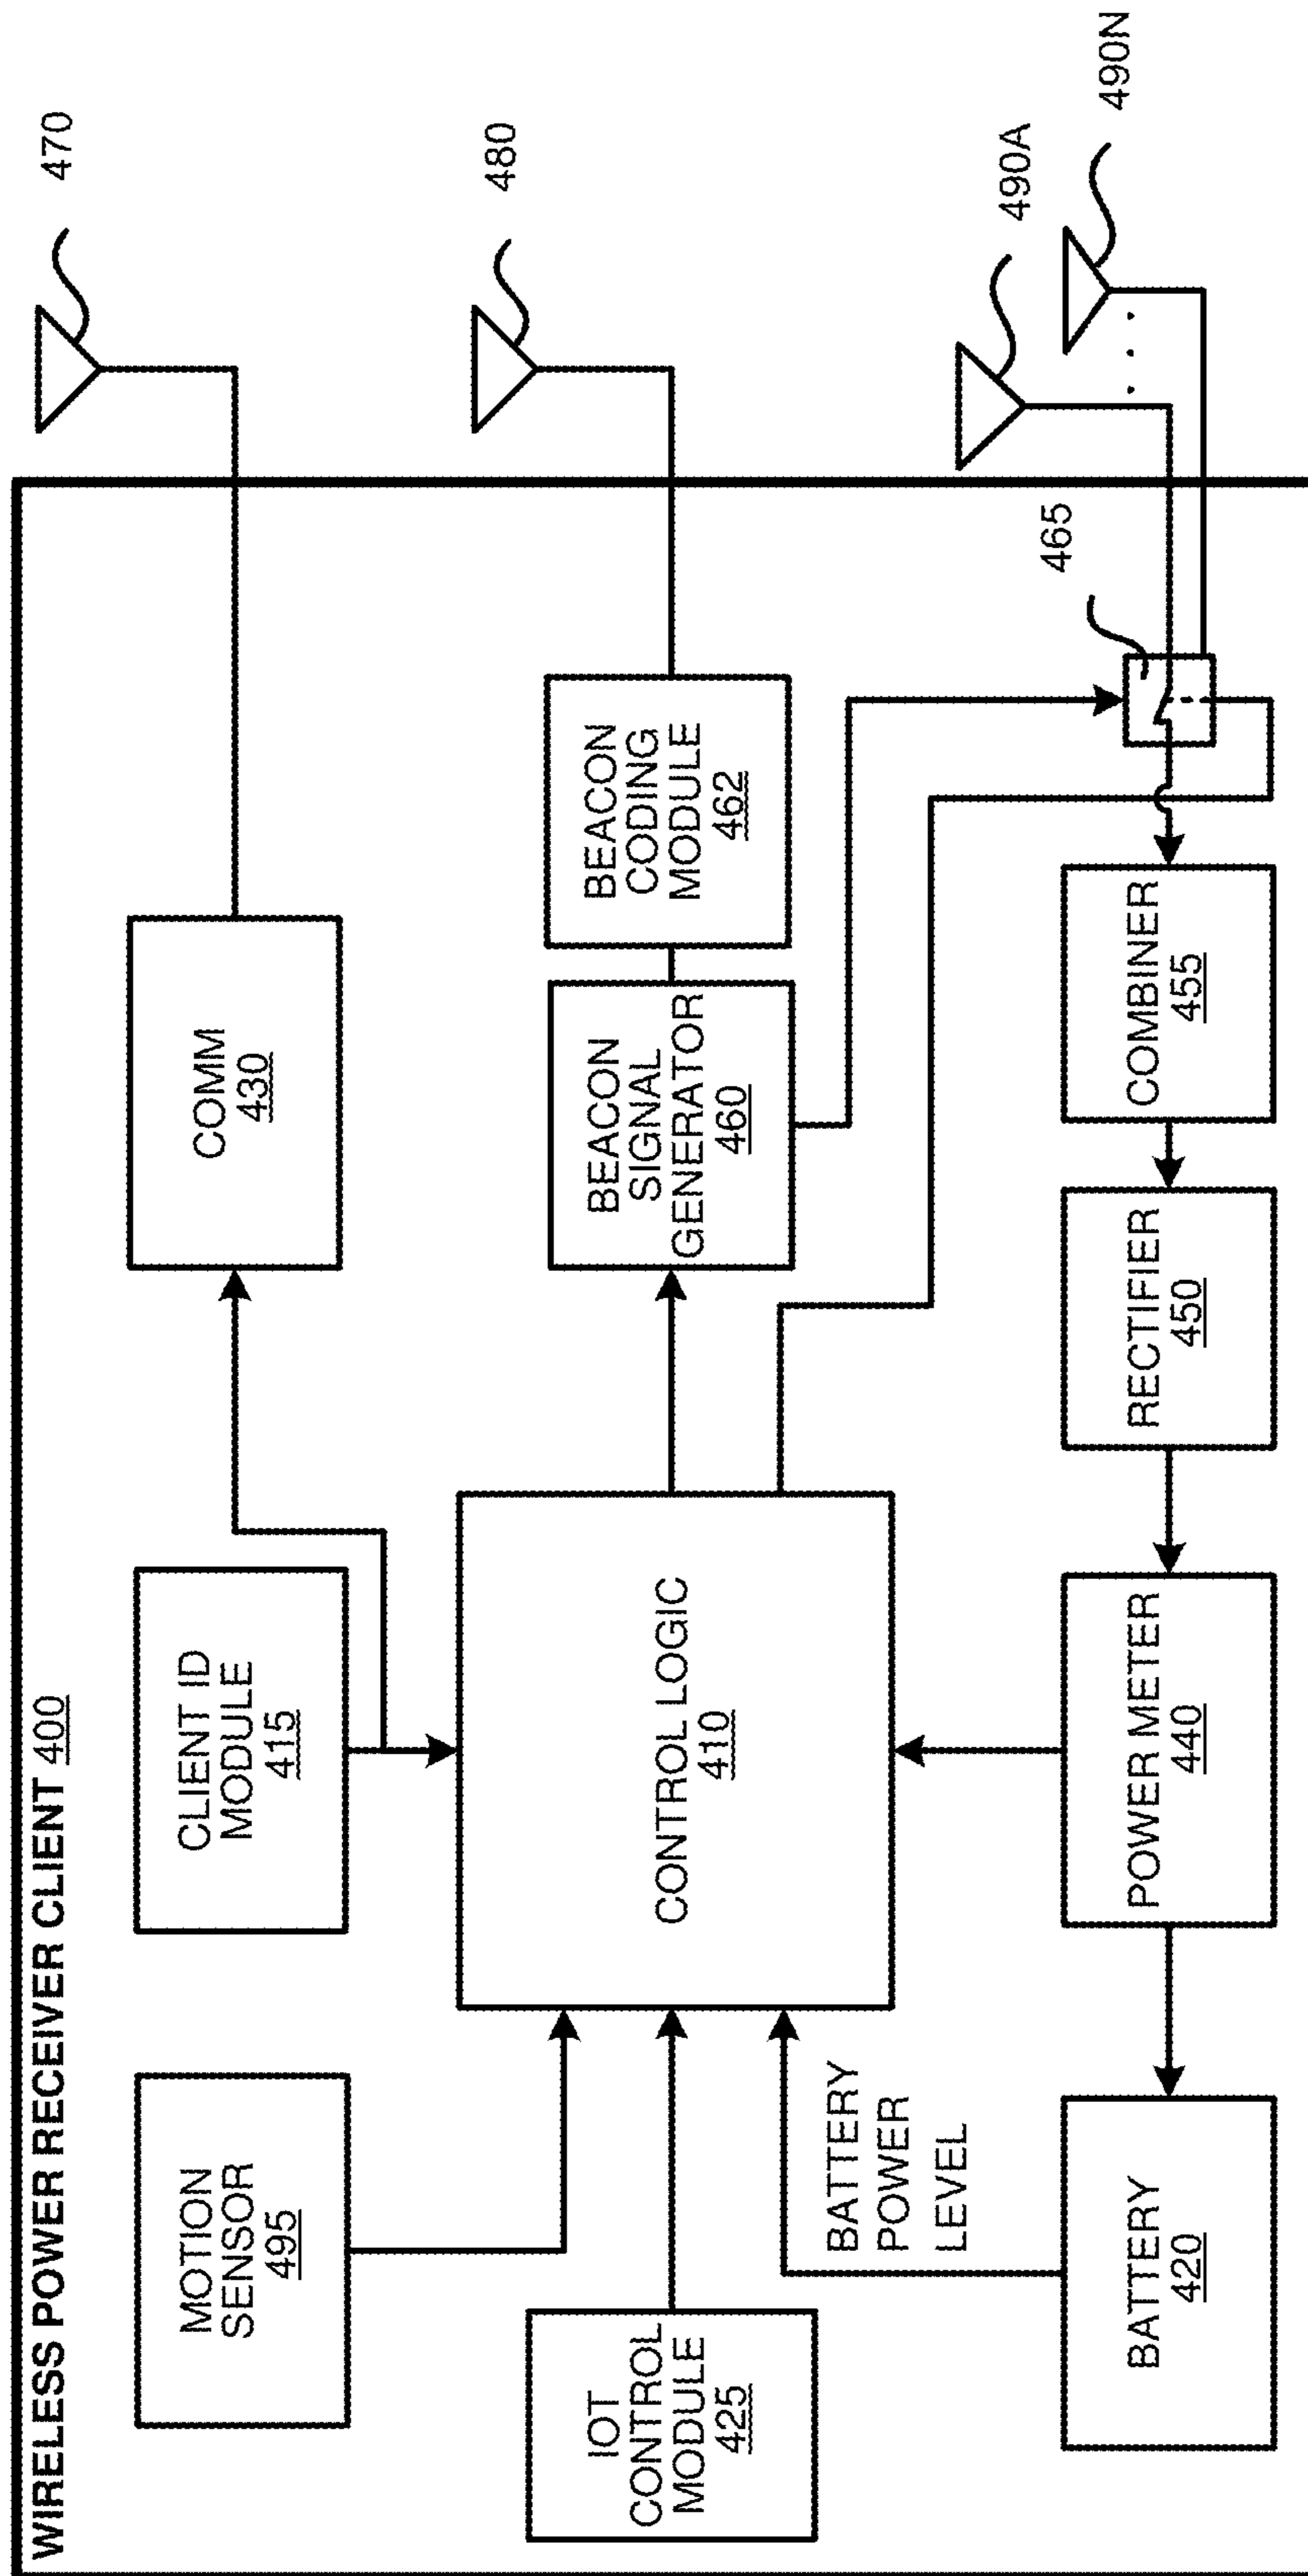 WIRELESS POWER RECEIVER CLIENT 400
MOTION
SENSOR
495
CLIENT ID
MODULE
415
COMM
430
470
IOT
CONTROL
MODULE
425
CONTROL LOGIC
410
BEACON
SIGNAL
GENERATOR
460
BEACON
CODING
MODULE
462
480
BATTERY
POWER
LEVEL
BATTERY
420
POWER METER
440
RECTIFIER
450
COMBINER
455
465
490A
490N